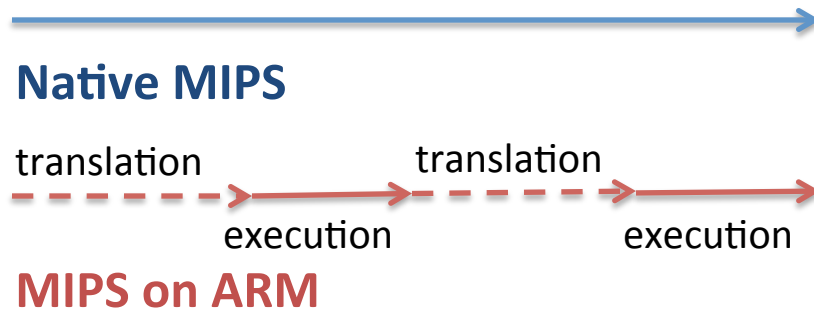 Native MIPS
translation translation
execution execution
MIPS on ARM